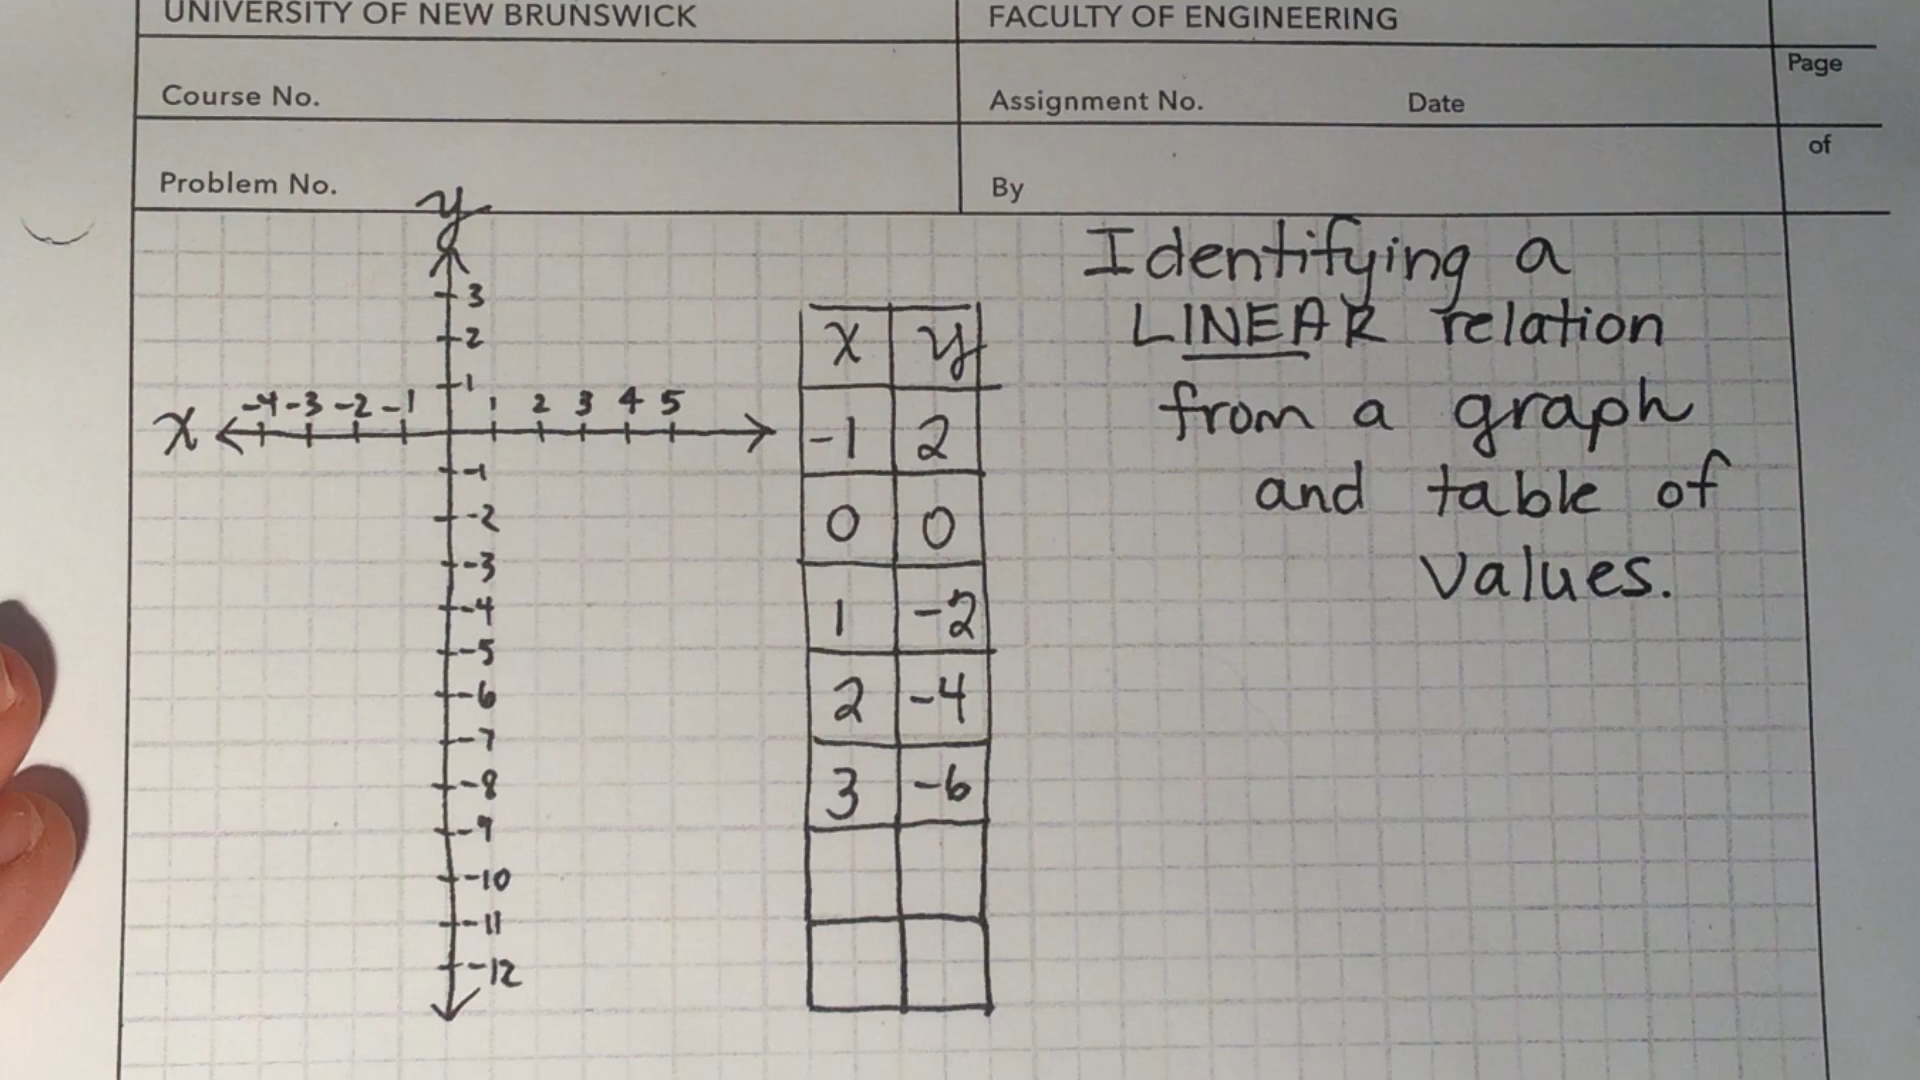 UNIVERSITY OF NEW BRUNSWICK
FACULTY OF ENGINEERING
Page
Course No.
Assignment No.
Date
of
Problem No.
By
y
3
2
1
-4 -3 -2 -1 1 2 3 4 5
x
-1
-2
-3
-4
-5
-6
-7
-8
-9
-10
-11
-12
x y
-1 2
0 0
1 -2
2 -4
3 -6
Identifying a
LINEAR relation
from a graph
and table of
values.